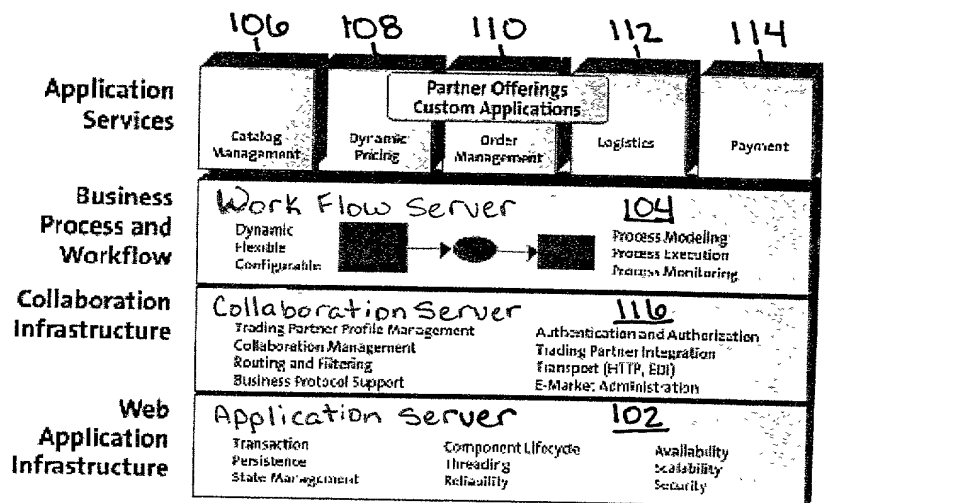 106 108 110 112 114
Application
Services
Partner Offerings
Custom Applications
Catalog
Management
Dynamic
Pricing
Order
Management
Logistics
Payment
Business
Process and
Workflow
Work Flow Server 104
Dynamic
Flexible
Configurable
Process Modeling
Process Execution
Process Monitoring
Collaboration
Infrastructure
Collaboration Server 116
Trading Partner Profile Management
Collaboration Management
Routing and Filtering
Business Protocol Support
Authentication and Authorization
Trading Partner Integration
Transport (HTTP, EDI)
E-Market Administration
Web
Application
Infrastructure
Application Server 102
Transaction
Persistence
State Management
Component Lifecycle
Threading
Reliability
Availability
Scalability
Security